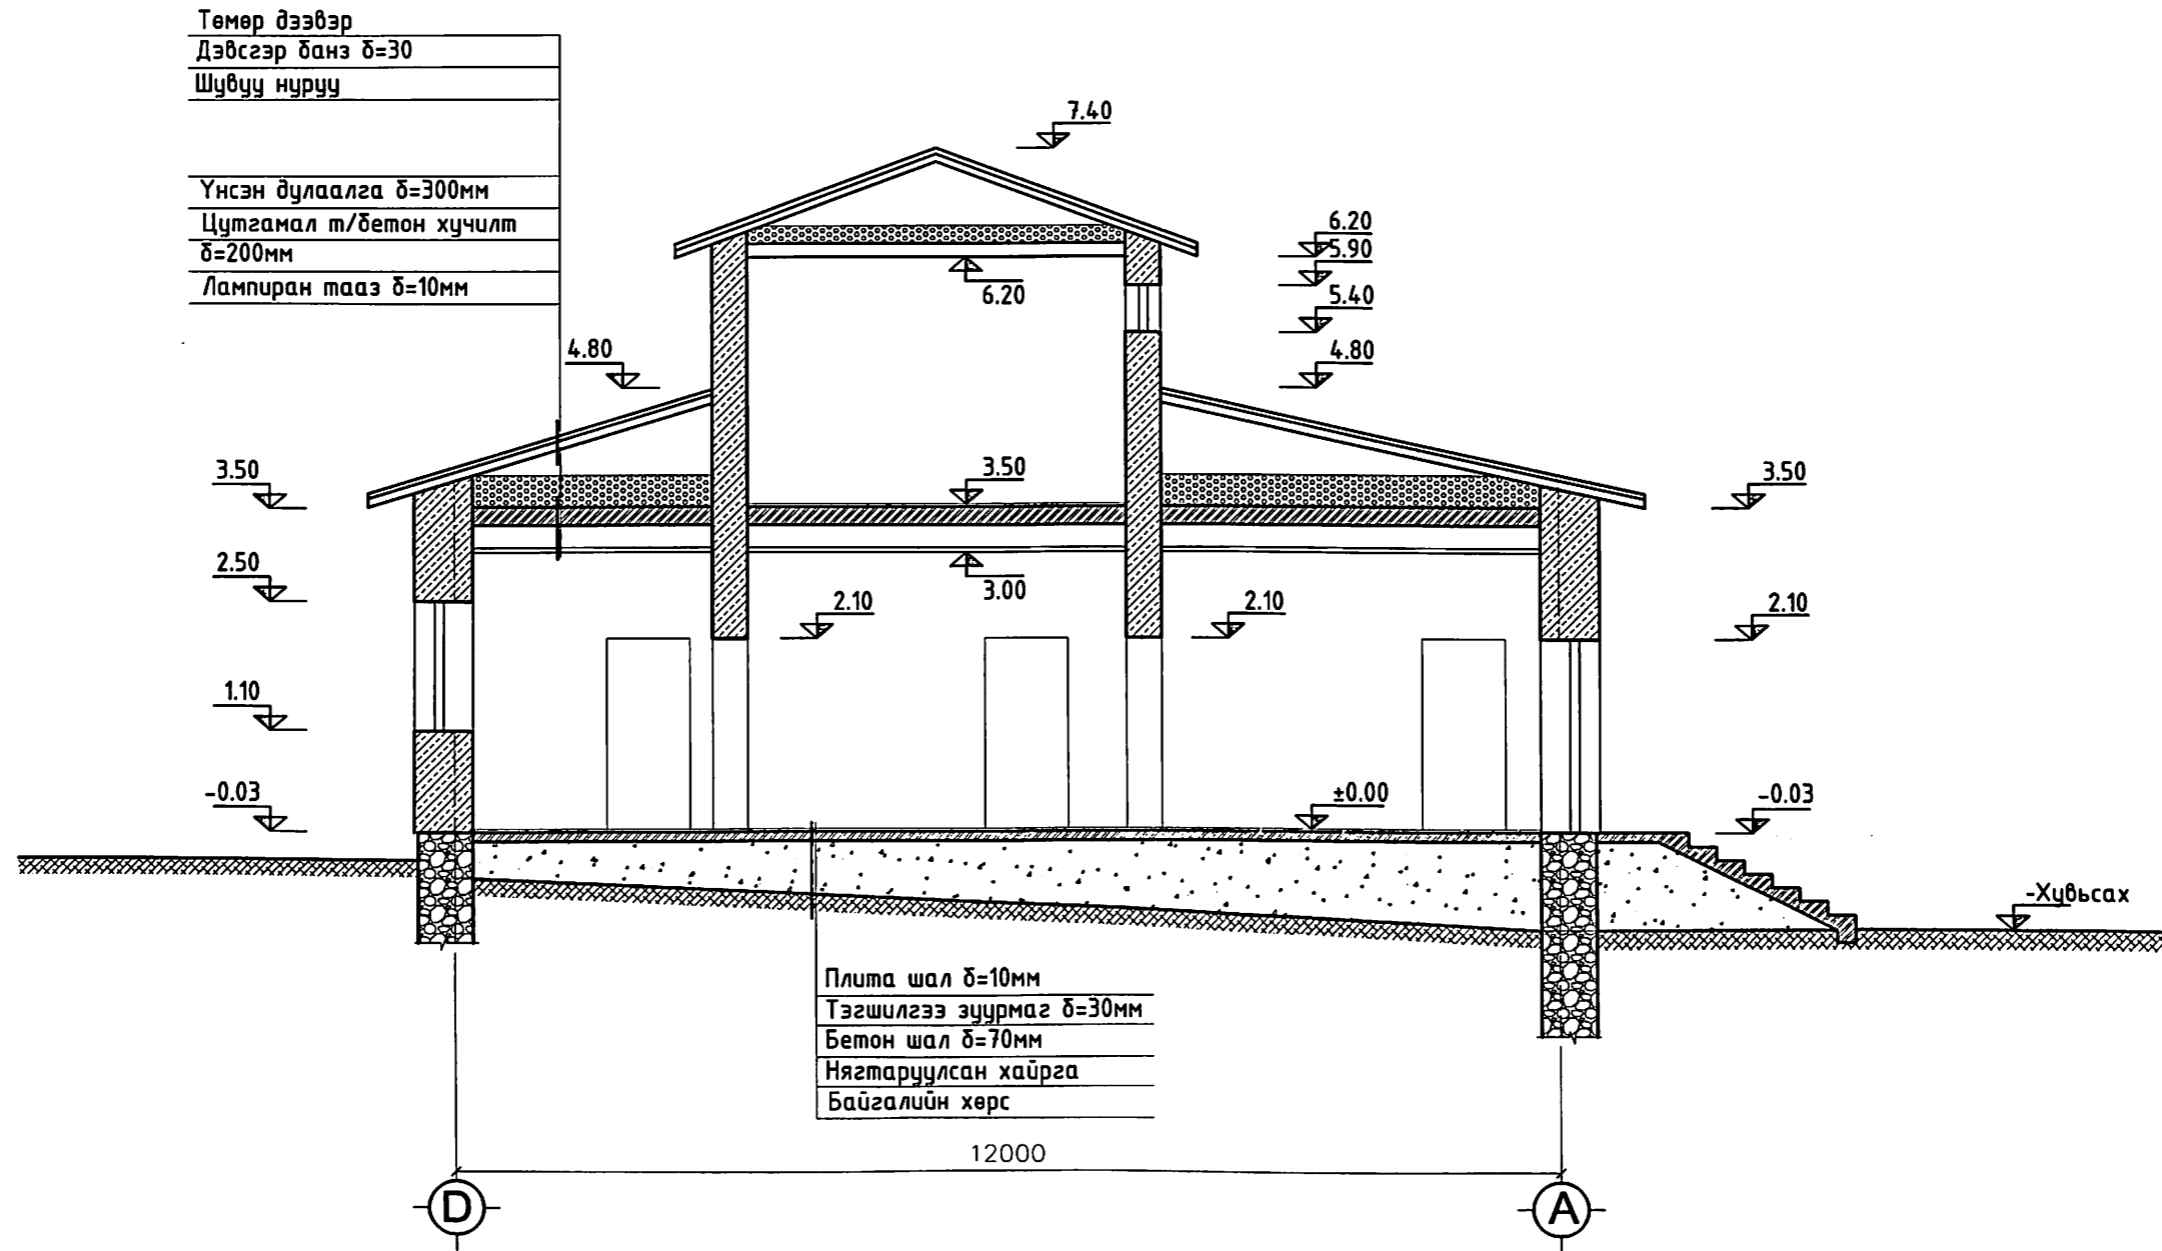 Төмөр дээвэр
Дэвсгэр банз δ=30
Шувуу нуруу
Үнсэн дулаалга δ=300мм
Цутгамал т/бетон хучилт
δ=200мм
Лампиран тааз δ=10мм
7.40
6.20
5.90
6.20
5.40
4.80
4.80
3.50
3.50
3.50
2.50
3.00
2.10
2.10
2.10
1.10
-0.03
±0.00
-0.03
-Хувьсах
Плита шал δ=10мм
Тэгшилгээ зуурмаг δ=30мм
Бетон шал δ=70мм
Нягтаруулсан хайрга
Байгалийн хөрс
12000
D
A